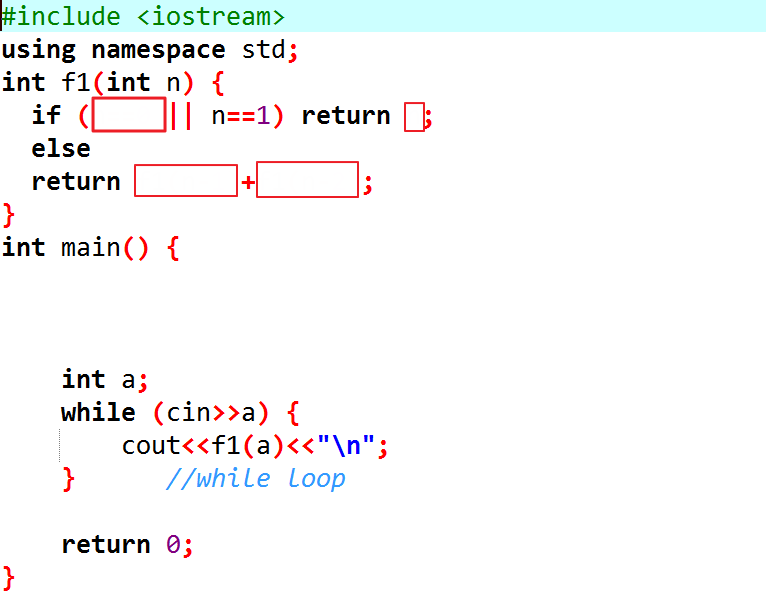 #include <iostream>
using namespace std;
int f1(int n) {
if ( || n==1) return ;
else
return + ;
}
int main() {
int a;
while (cin>>a) {
cout<<f1(a)<<"\n";
} //while loop
return 0;
}